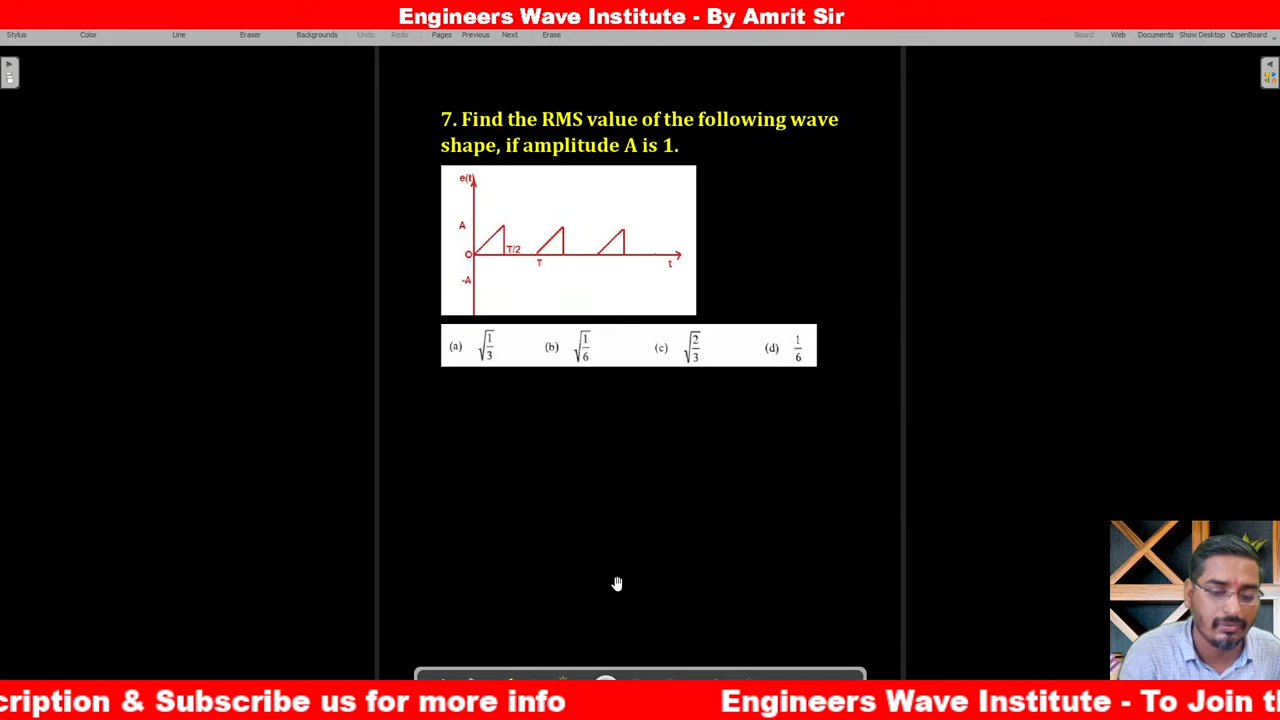 Engineers Wave Institute - By Amrit Sir
Stylus Color Line Eraser Backgrounds Undo Redo Pages Previous Next Erase Board Web Documents Show Desktop OpenBoard
7. Find the RMS value of the following wave
shape, if amplitude A is 1.
e(t)
A
T/2
O
T
t
-A
(a) √1/3 (b) √1/6 (c) √2/3 (d) 1/6
cription & Subscribe us for more info Engineers Wave Institute - To Join th